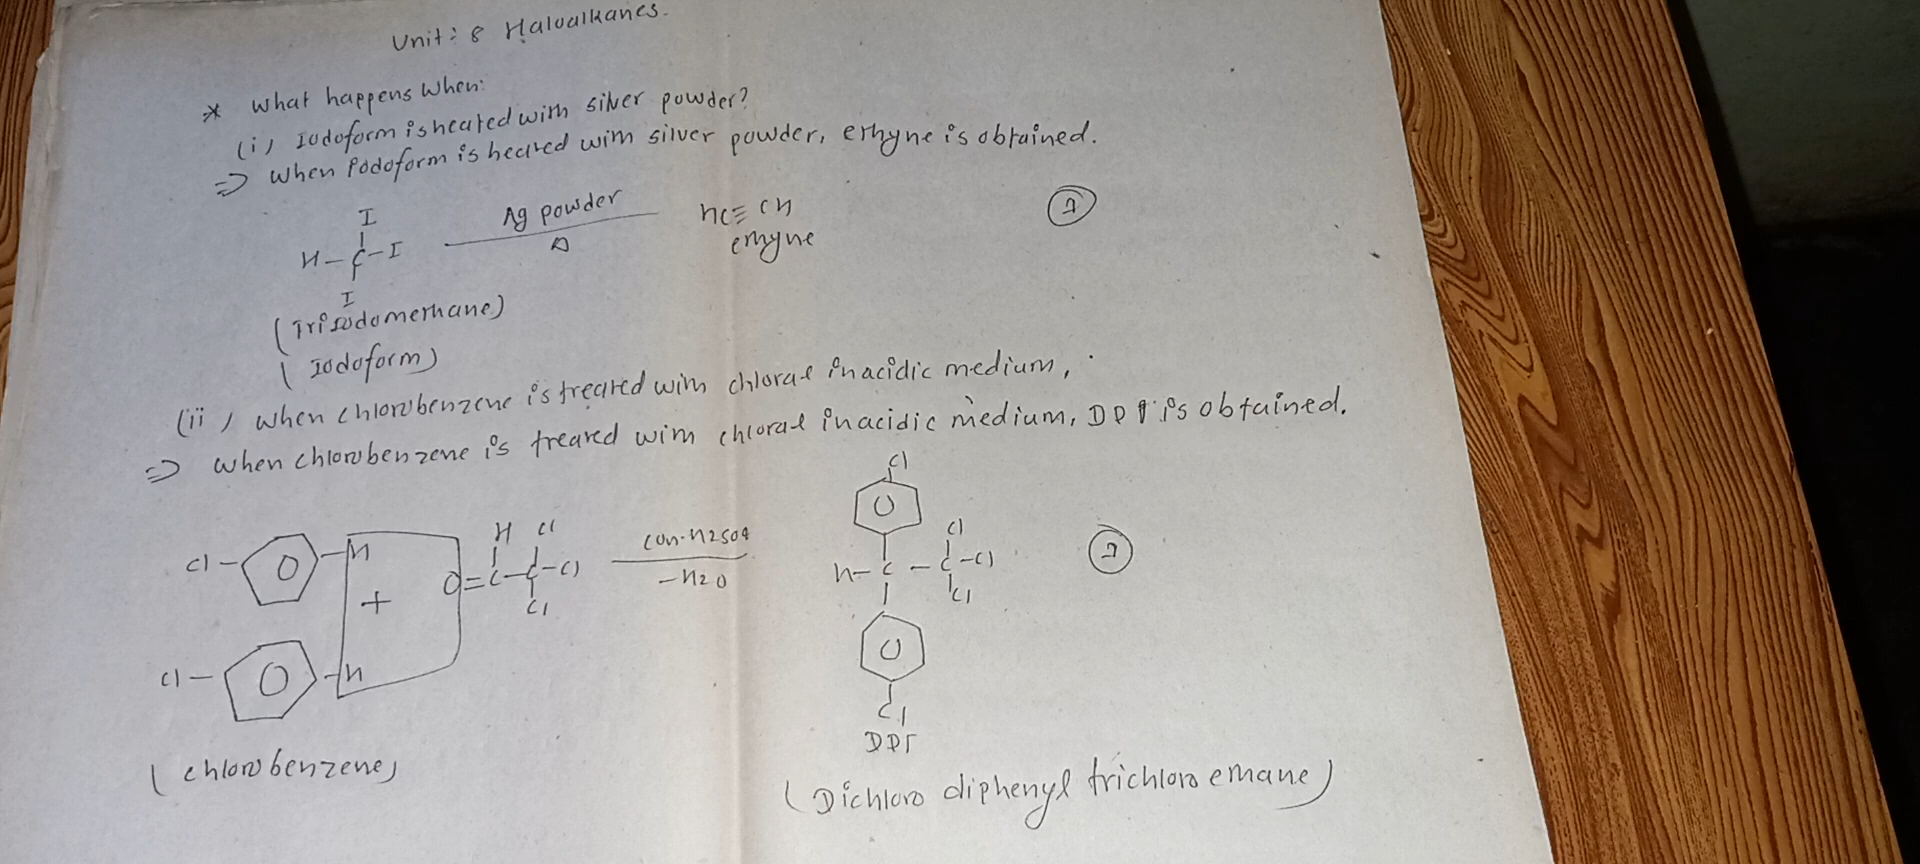 Unit: 8 Haloalkanes.
* What happens when:
(i) Iodoform is heated with silver powder?
⇒ When Iodoform is heated with silver powder, ethyne is obtained.
I
H–C–I
I
Ag powder
Δ
HC≡CH
ethyne
(Triiodomethane)
(Iodoform)
(ii) when chlorobenzene is treated with chloral in acidic medium,
⇒ when chlorobenzene is treated with chloral in acidic medium, DDT is obtained.
Cl
Cl– –H
+
Cl– –H
H Cl
O=C–C–Cl
Cl
con·H2SO4
–H2O
Cl
H–C–C–Cl
Cl
Cl
DDT
(chlorobenzene)
(Dichloro diphenyl trichloro ethane)